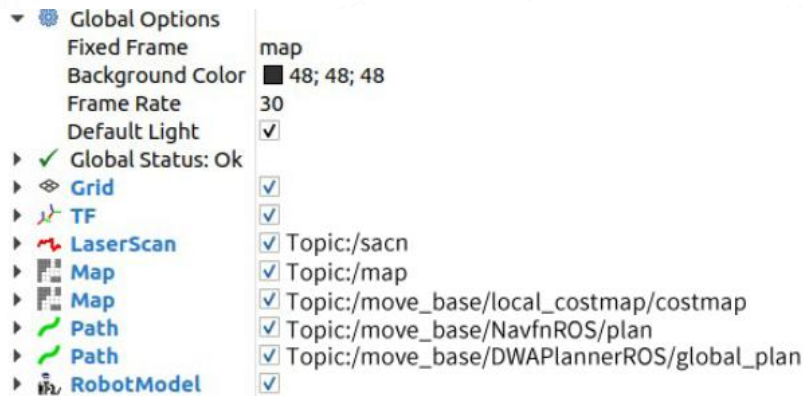 Global Options
Fixed Frame map
Background Color 48; 48; 48
Frame Rate 30
Default Light
Global Status: Ok
Grid
TF
LaserScan Topic:/sacn
Map Topic:/map
Map Topic:/move_base/local_costmap/costmap
Path Topic:/move_base/NavfnROS/plan
Path Topic:/move_base/DWAPlannerROS/global_plan
RobotModel